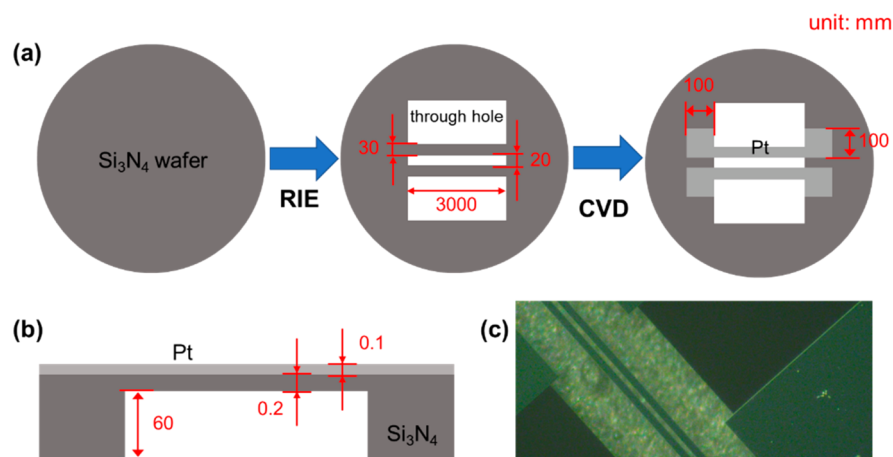 unit: mm
(a)
Si₃N₄ wafer
RIE
through hole
30
20
3000
CVD
100
Pt
100
(b)
Pt
0.1
0.2
60
Si₃N₄
(c)